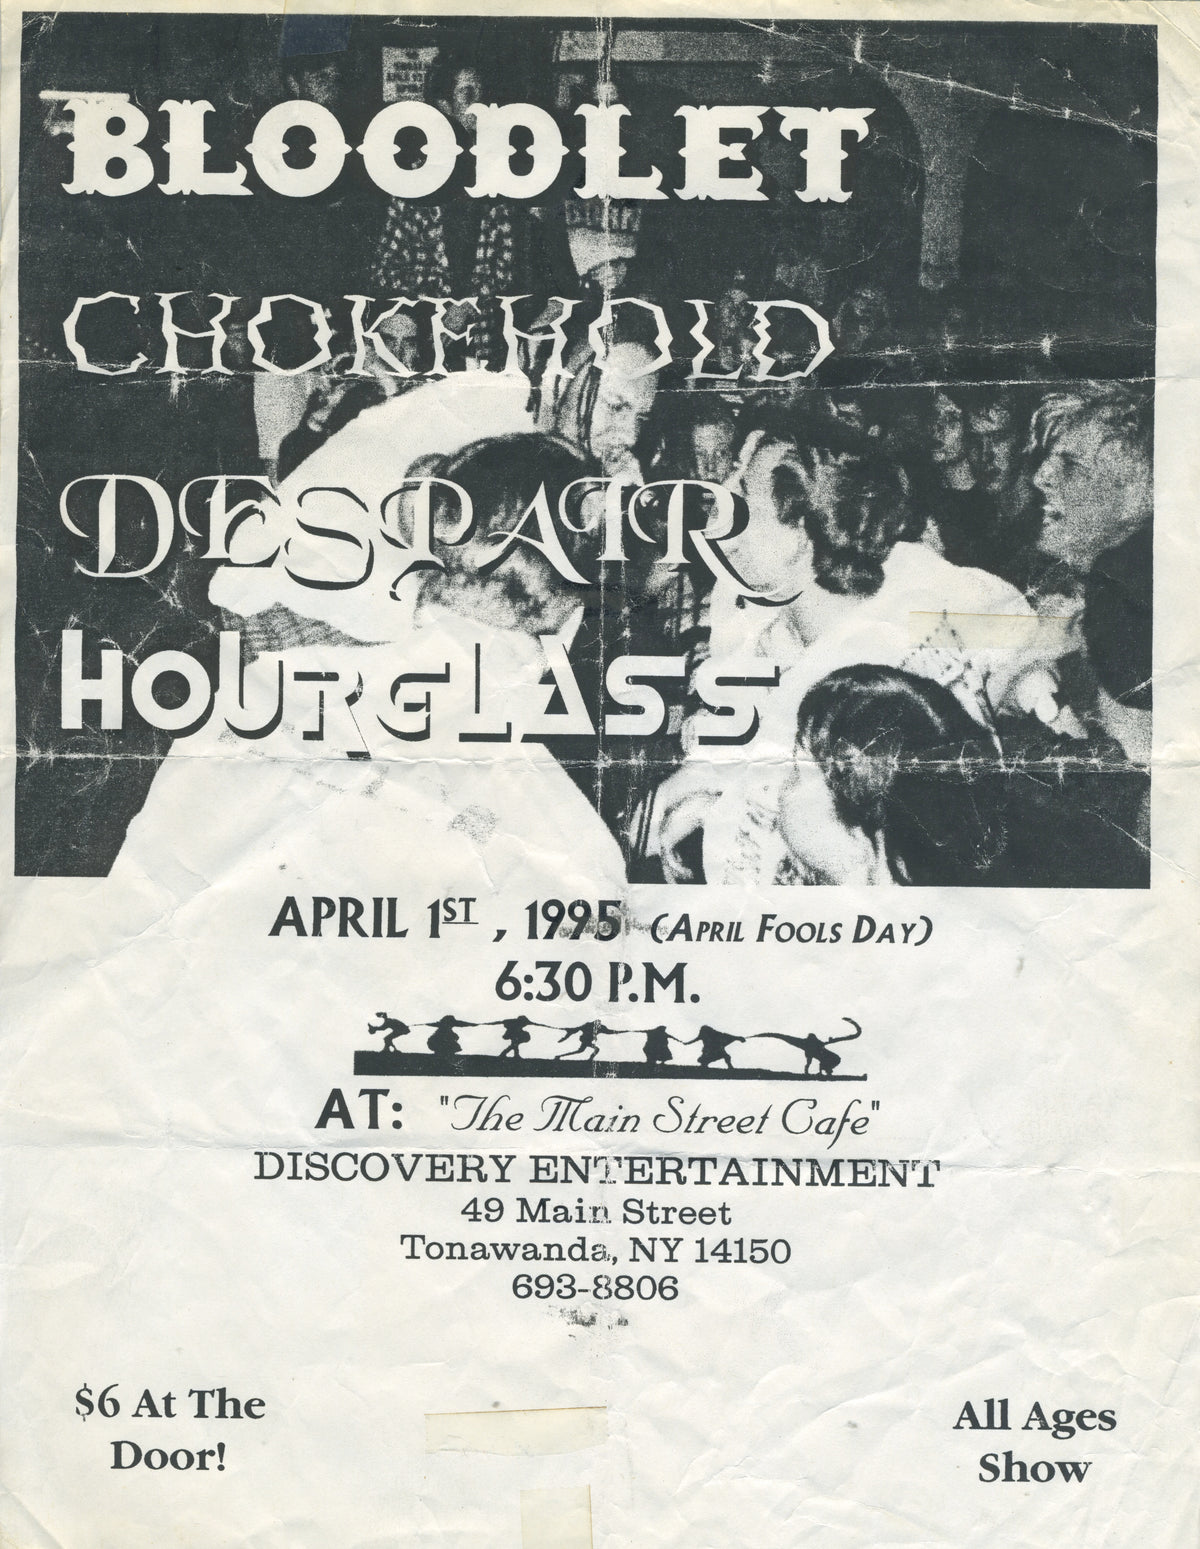 BLOODLET
CHOKEHOLD
DESPAIR
HOURGLASS
APRIL 1ST , 1995 (APRIL FOOLS DAY)
6:30 P.M.
AT: "The Main Street Cafe"
DISCOVERY ENTERTAINMENT
49 Main Street
Tonawanda, NY 14150
693-8806
$6 At The
Door!
All Ages
Show